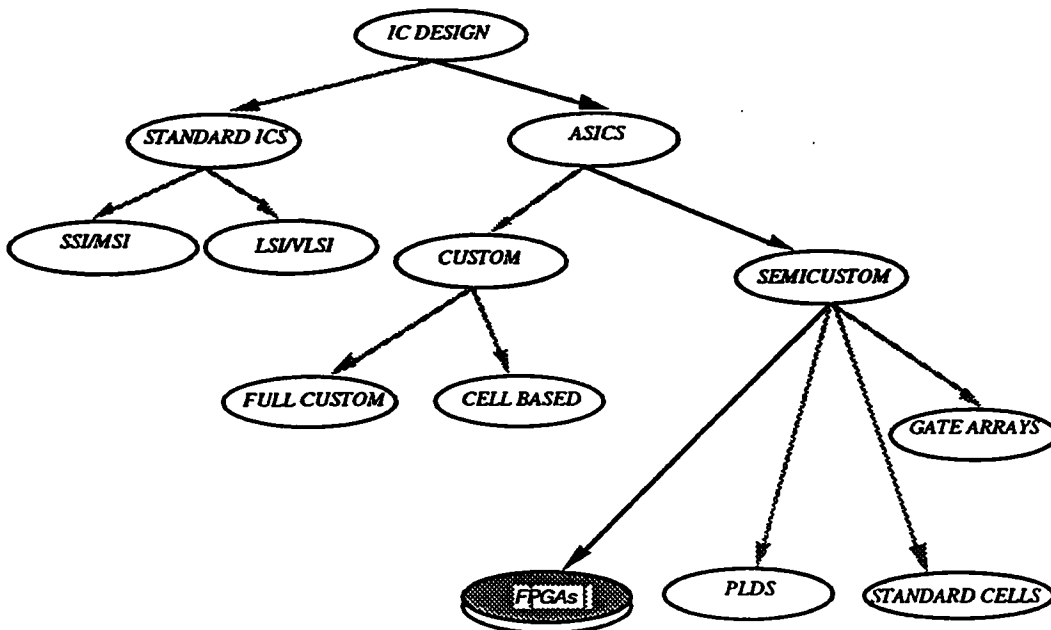 IC DESIGN
STANDARD ICS
ASICS
SSI/MSI
LSI/VLSI
CUSTOM
SEMICUSTOM
FULL CUSTOM
CELL BASED
GATE ARRAYS
FPGAs
PLDS
STANDARD CELLS